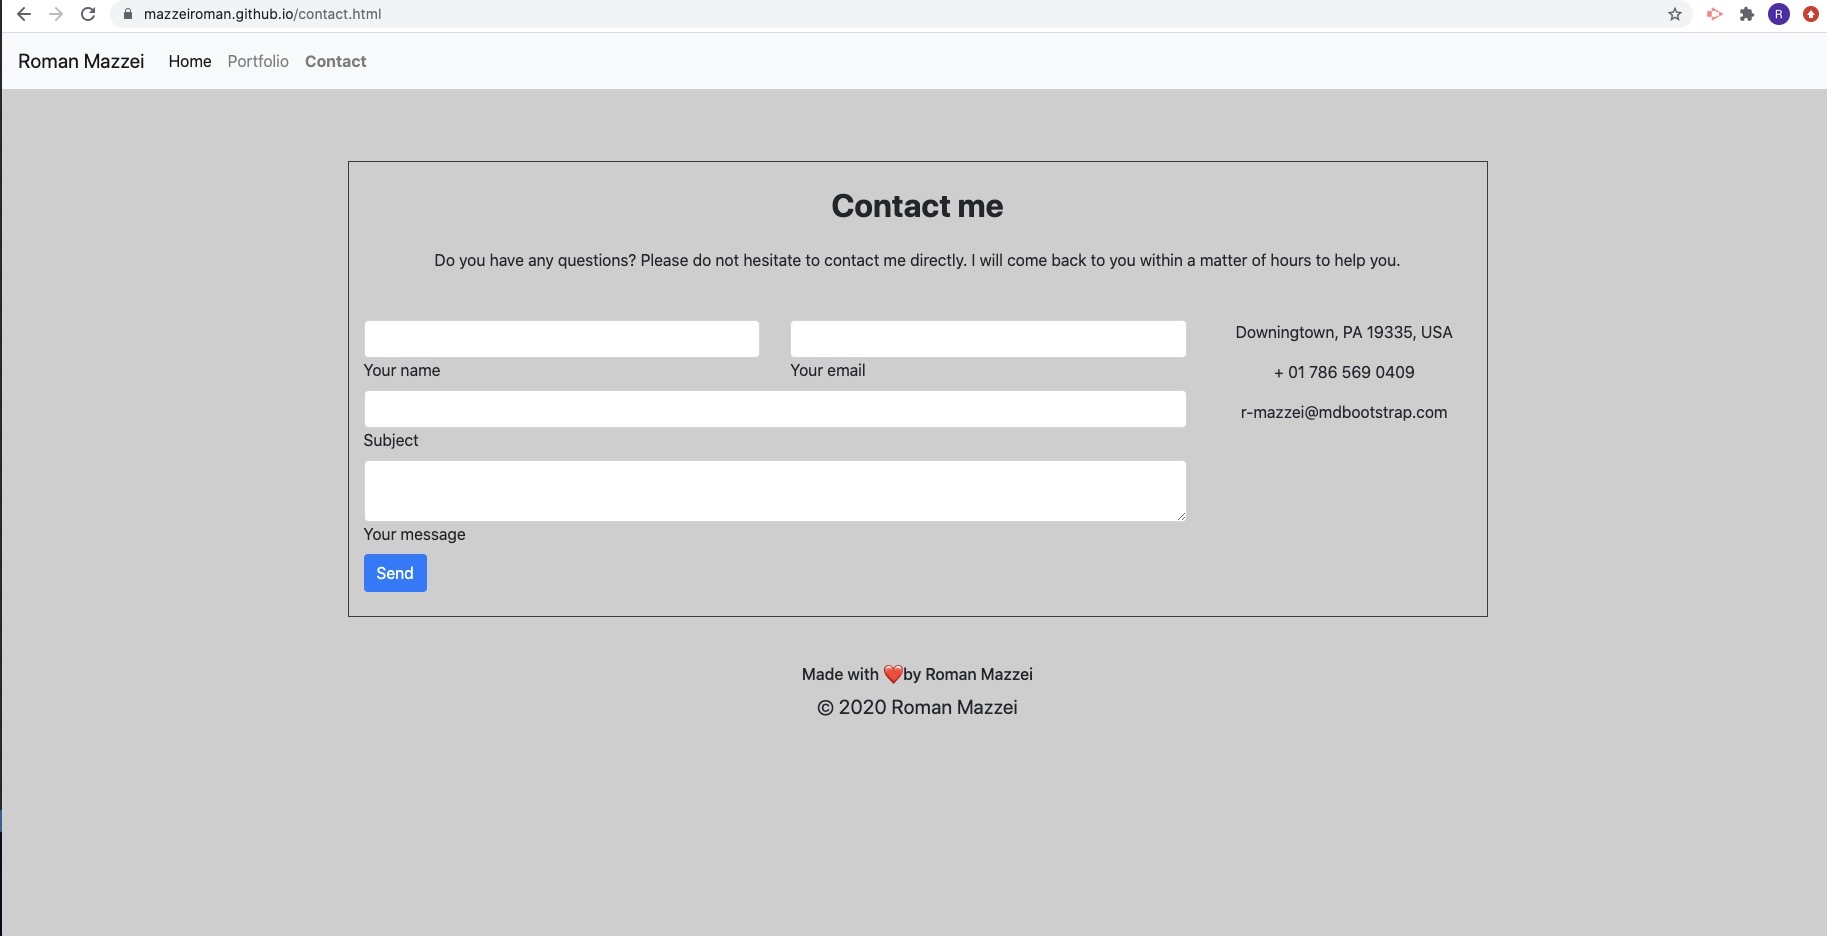 mazzeiroman.github.io/contact.html
R
Roman Mazzei Home Portfolio Contact
Contact me
Do you have any questions? Please do not hesitate to contact me directly. I will come back to you within a matter of hours to help you.
Your name
Your email
Subject
Your message
Send
Downingtown, PA 19335, USA
+ 01 786 569 0409
r-mazzei@mdbootstrap.com
Made with ❤️by Roman Mazzei
© 2020 Roman Mazzei